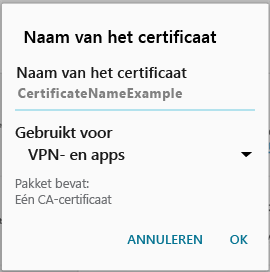 Naam van het certificaat
Naam van het certificaat
CertificateNameExample
Gebruikt voor
VPN- en apps
Pakket bevat:
Eén CA-certificaat
ANNULEREN OK